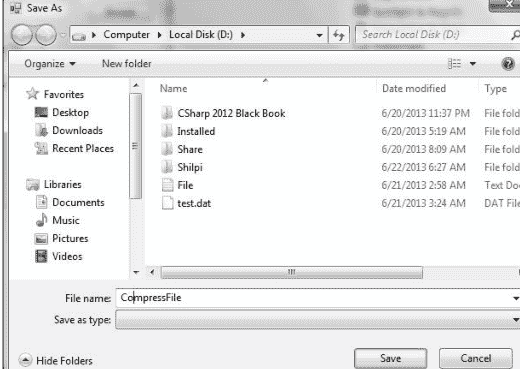 Save As
Computer ▸ Local Disk (D:) ▸
Search Local Disk (D:)
Organize
New folder
Name
Date modified
Type
Favorites
Desktop
Downloads
Recent Places
Libraries
Documents
Music
Pictures
Videos
CSharp 2012 Black Book 6/20/2013 11:37 PM File fold
Installed 6/20/2013 5:19 AM File fold
Share 6/20/2013 8:09 AM File fold
Shilpi 6/22/2013 6:27 AM File fold
File 6/21/2013 2:58 AM Text Do
test.dat 6/21/2013 3:24 AM DAT File
File name: CompressFile
Save as type:
Hide Folders
Save
Cancel